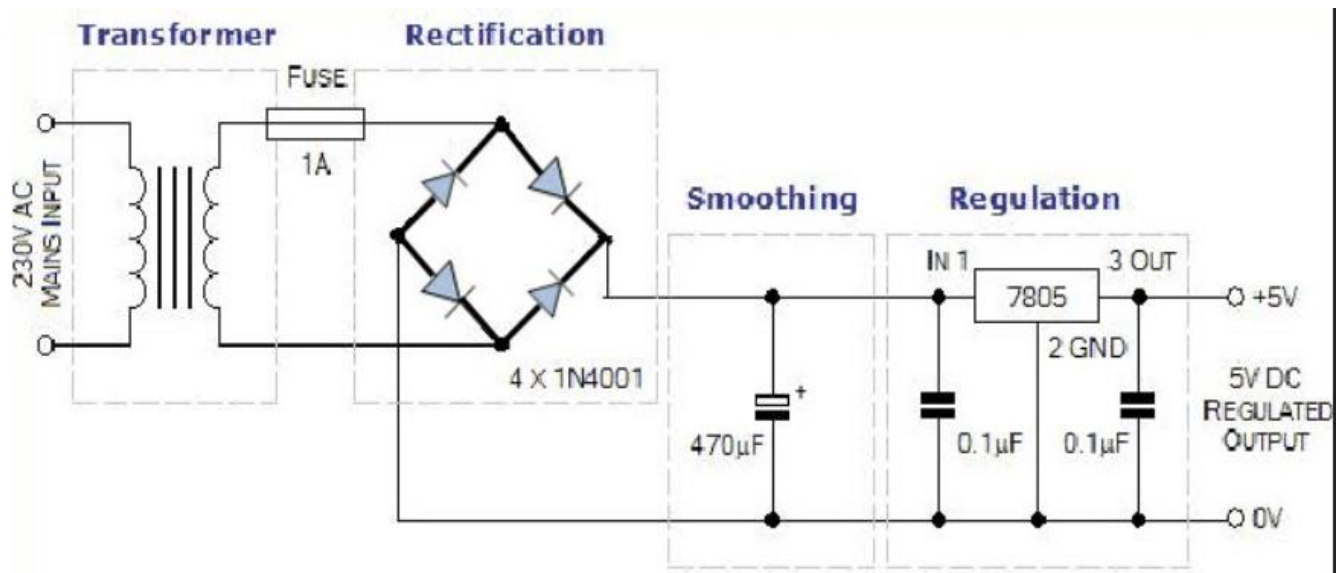 Transformer
Rectification
FUSE
1A
230V AC
MAINS INPUT
4 X 1N4001
Smoothing
Regulation
IN 1
3 OUT
7805
2 GND
+5V
+
470µF
0.1µF
0.1µF
5V DC
REGULATED
OUTPUT
0V